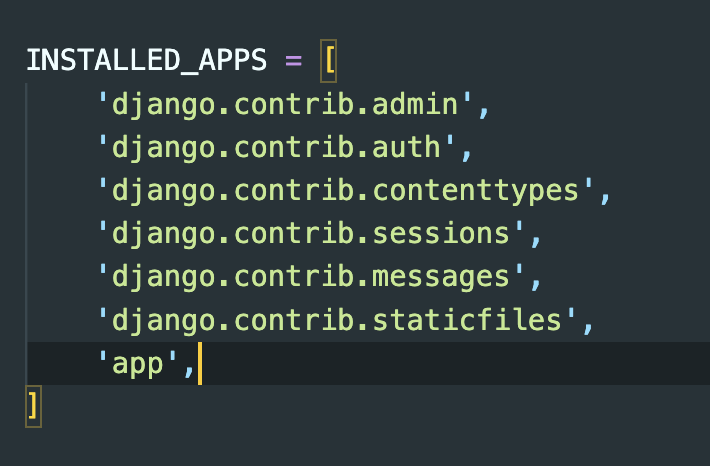 INSTALLED_APPS = [
    'django.contrib.admin',
    'django.contrib.auth',
    'django.contrib.contenttypes',
    'django.contrib.sessions',
    'django.contrib.messages',
    'django.contrib.staticfiles',
    'app',
]